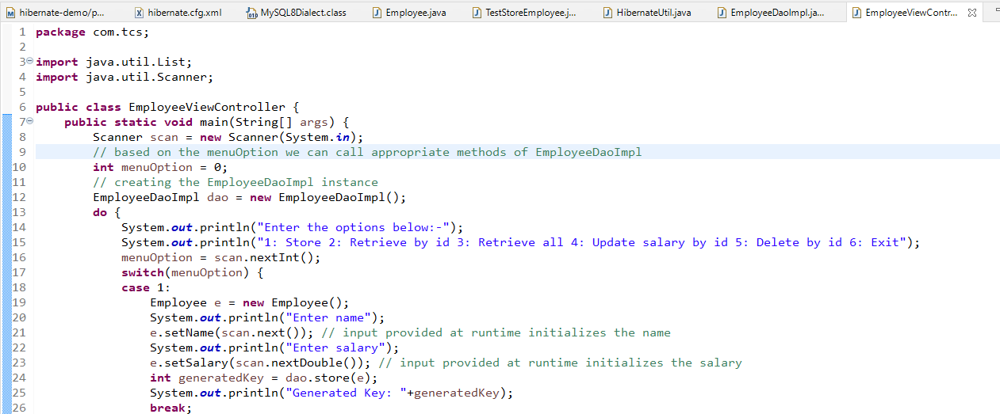 hibernate-demo/p... hibernate.cfg.xml MySQL8Dialect.class Employee.java TestStoreEmployee.j... HibernateUtil.java EmployeeDaoImpl.ja... EmployeeViewContr...
1 package com.tcs;
2
3 import java.util.List;
4 import java.util.Scanner;
5
6 public class EmployeeViewController {
7 public static void main(String[] args) {
8 Scanner scan = new Scanner(System.in);
9 // based on the menuOption we can call appropriate methods of EmployeeDaoImpl
10 int menuOption = 0;
11 // creating the EmployeeDaoImpl instance
12 EmployeeDaoImpl dao = new EmployeeDaoImpl();
13 do {
14 System.out.println("Enter the options below:-");
15 System.out.println("1: Store 2: Retrieve by id 3: Retrieve all 4: Update salary by id 5: Delete by id 6: Exit");
16 menuOption = scan.nextInt();
17 switch(menuOption) {
18 case 1:
19 Employee e = new Employee();
20 System.out.println("Enter name");
21 e.setName(scan.next()); // input provided at runtime initializes the name
22 System.out.println("Enter salary");
23 e.setSalary(scan.nextDouble()); // input provided at runtime initializes the salary
24 int generatedKey = dao.store(e);
25 System.out.println("Generated Key: "+generatedKey);
26 break;